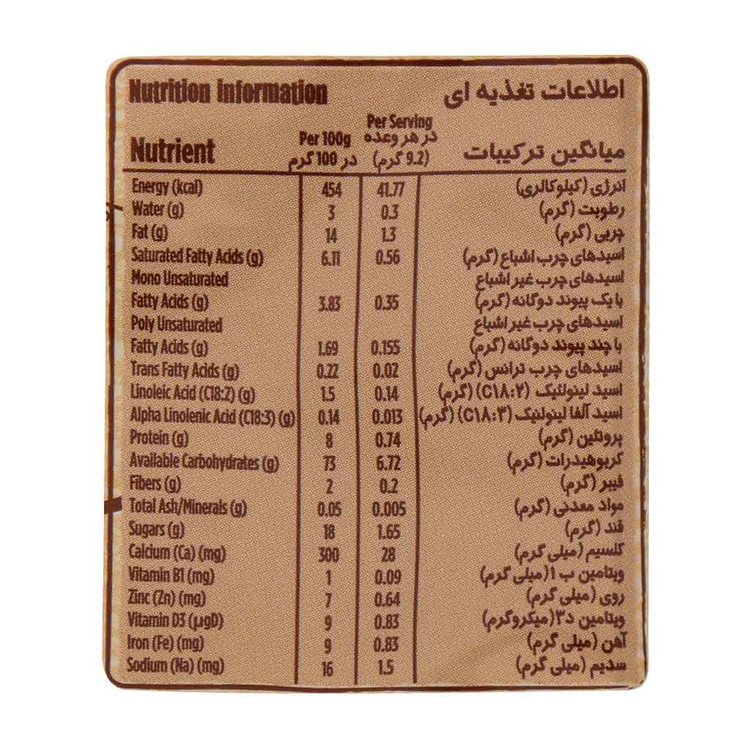 Nutrition information اطلاعات تغذیه ای
Nutrient Per 100g در 100 گرم Per Serving در هر وعده (9.2 گرم) میانگین ترکیبات
Energy (kcal) 454 41.77 انرژی (کیلوکالری)
Water (g) 3 0.3 رطوبت (گرم)
Fat (g) 14 1.3 چربی (گرم)
Saturated Fatty Acids (g) 6.11 0.56 اسیدهای چرب اشباع (گرم)
Mono Unsaturated اسیدهای چرب غیر اشباع
Fatty Acids (g) 3.83 0.35 با یک پیوند دوگانه (گرم)
Poly Unsaturated اسیدهای چرب غیر اشباع
Fatty Acids (g) 1.69 0.155 با چند پیوند دوگانه (گرم)
Trans Fatty Acids (g) 0.22 0.02 اسیدهای چرب ترانس (گرم)
Linoleic Acid (C18:2) (g) 1.5 0.14 اسید لینولئیک (C۱۸:۲) (گرم)
Alpha Linolenic Acid (C18:3) (g) 0.14 0.013 اسید آلفا لینولنیک (C۱۸:۳) (گرم)
Protein (g) 8 0.74 پروتئین (گرم)
Available Carbohydrates (g) 73 6.72 کربوهیدرات (گرم)
Fibers (g) 2 0.2 فیبر (گرم)
Total Ash/Minerals (g) 0.05 0.005 مواد معدنی (گرم)
Sugars (g) 18 1.65 قند (گرم)
Calcium (Ca) (mg) 300 28 کلسیم (میلی گرم)
Vitamin B1 (mg) 1 0.09 ویتامین ب۱ (میلی گرم)
Zinc (Zn) (mg) 7 0.64 روی (میلی گرم)
Vitamin D3 (µgD) 9 0.83 ویتامین د۳ (میکروگرم)
Iron (Fe) (mg) 9 0.83 آهن (میلی گرم)
Sodium (Na) (mg) 16 1.5 سدیم (میلی گرم)